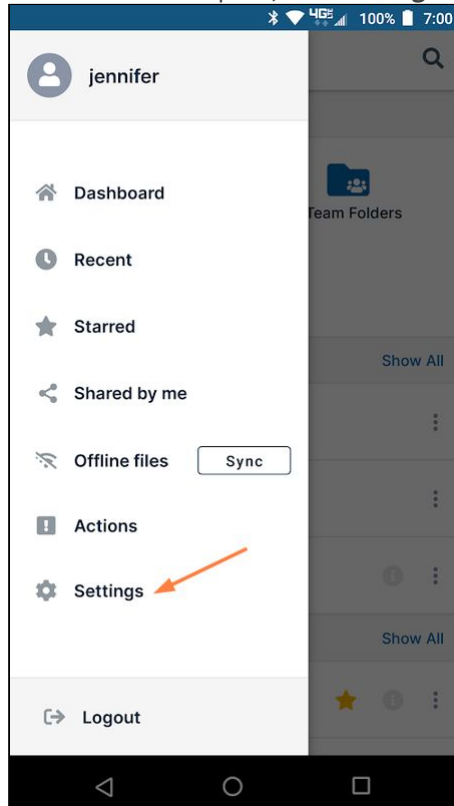 4GE 100% 7:00
jennifer
Dashboard
Team Folders
Recent
Starred
Show All
Shared by me
Offline files Sync
Actions
Settings
Show All
Logout